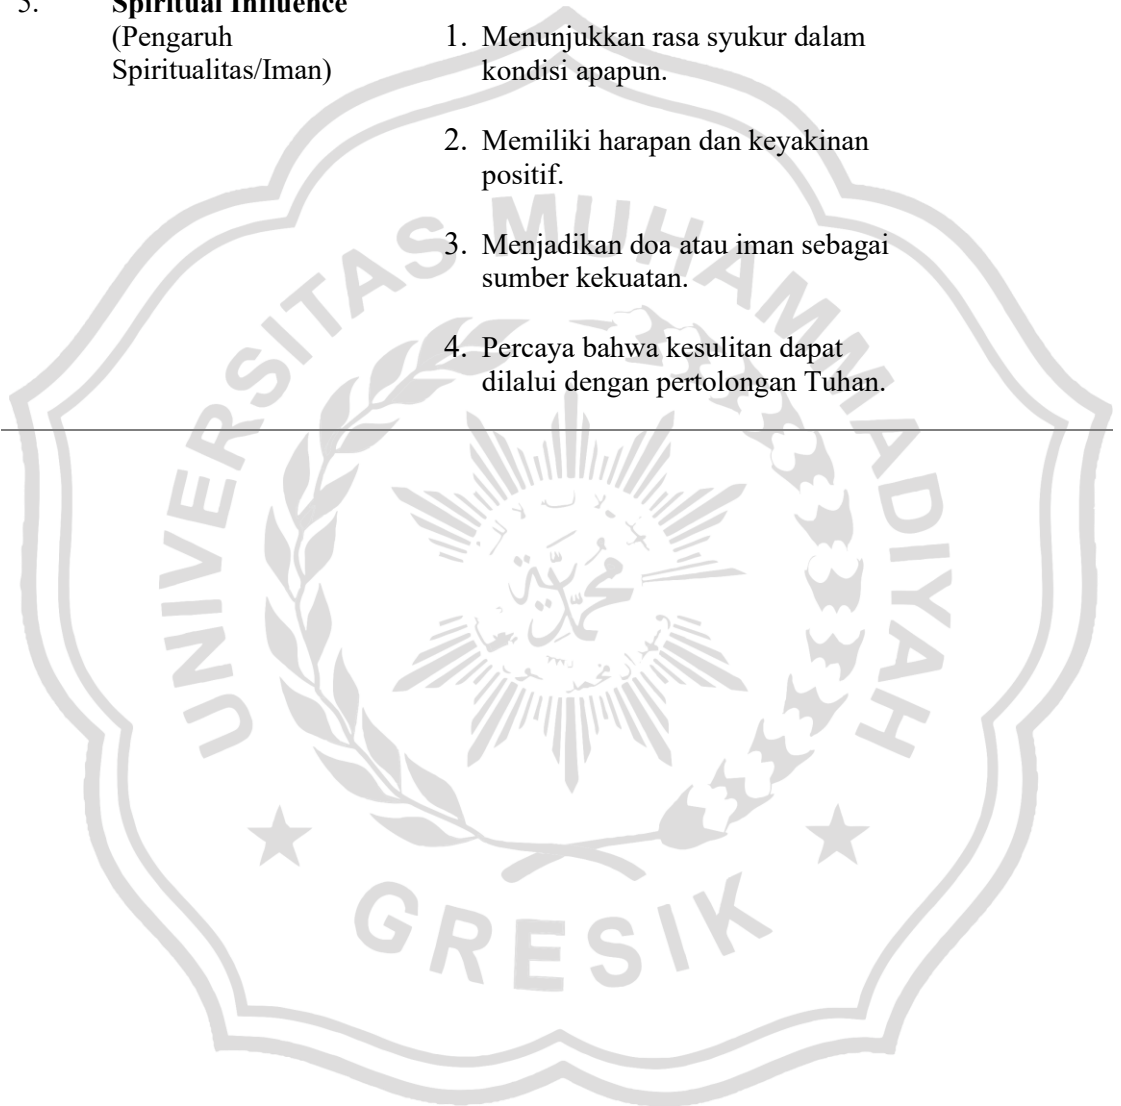 5. Spiritual Influence
(Pengaruh
Spiritualitas/Iman)
1. Menunjukkan rasa syukur dalam
kondisi apapun.
2. Memiliki harapan dan keyakinan
positif.
3. Menjadikan doa atau iman sebagai
sumber kekuatan.
4. Percaya bahwa kesulitan dapat
dilalui dengan pertolongan Tuhan.
UNIVERSITAS MUHAMMADIYAH
GRESIK